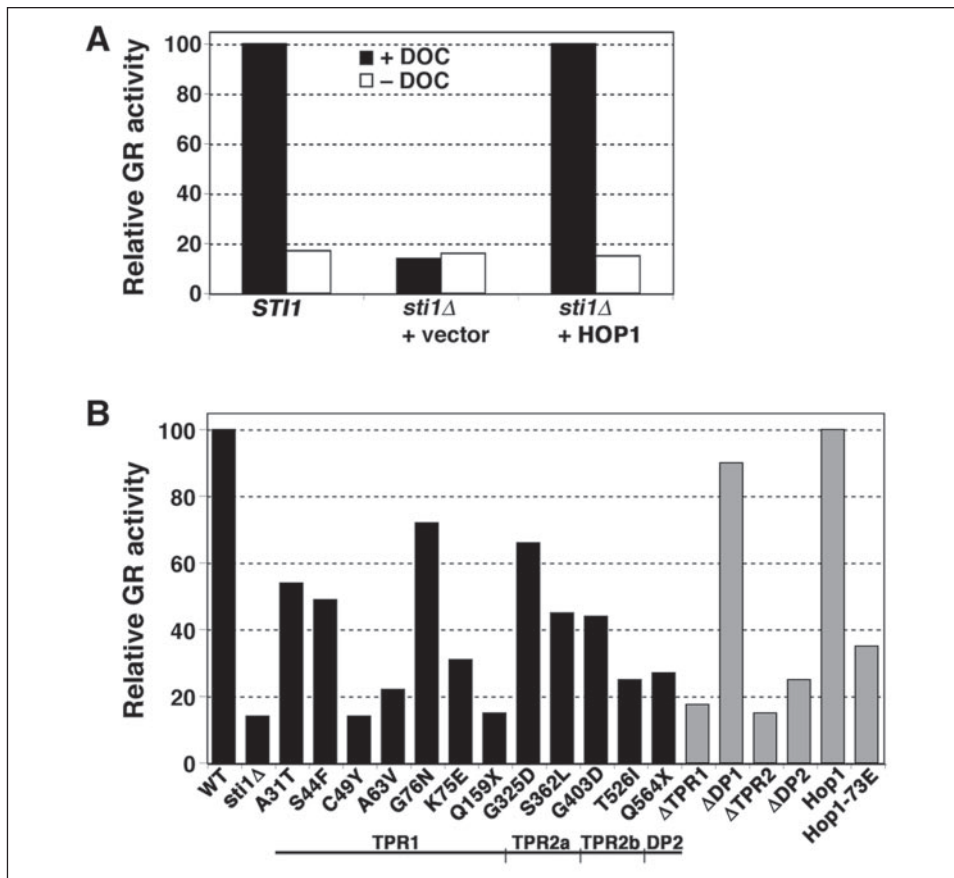 A
Relative GR activity
100
80
60
40
20
0
+ DOC
– DOC
STI1
sti1Δ
+ vector
sti1Δ
+ HOP1
B
Relative GR activity
100
80
60
40
20
0
WT
sti1Δ
A31T
S44F
C49Y
A63V
G76N
K75E
Q159X
G325D
S362L
G403D
T526I
Q564X
ΔTPR1
ΔDP1
ΔTPR2
ΔDP2
Hop1
Hop1-73E
TPR1
TPR2a
TPR2b
DP2